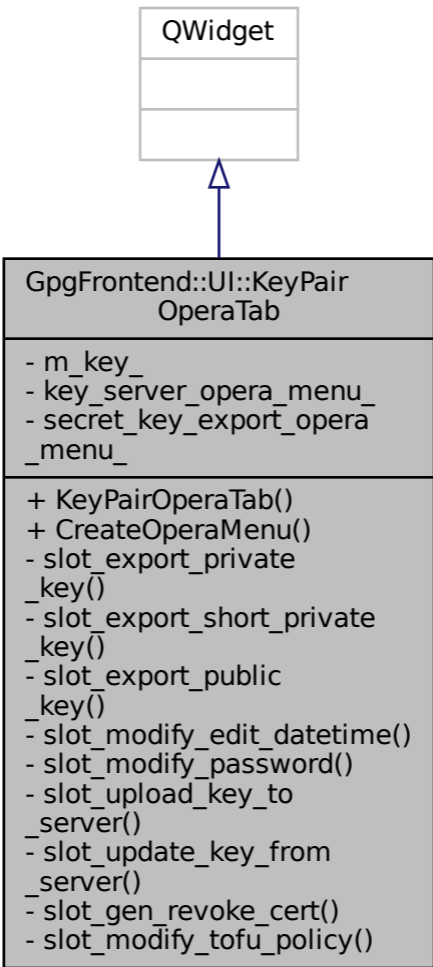 QWidget
GpgFrontend::UI::KeyPair
OperaTab
- m_key_
- key_server_opera_menu_
- secret_key_export_opera
_menu_
+ KeyPairOperaTab()
+ CreateOperaMenu()
- slot_export_private
_key()
- slot_export_short_private
_key()
- slot_export_public
_key()
- slot_modify_edit_datetime()
- slot_modify_password()
- slot_upload_key_to
_server()
- slot_update_key_from
_server()
- slot_gen_revoke_cert()
- slot_modify_tofu_policy()